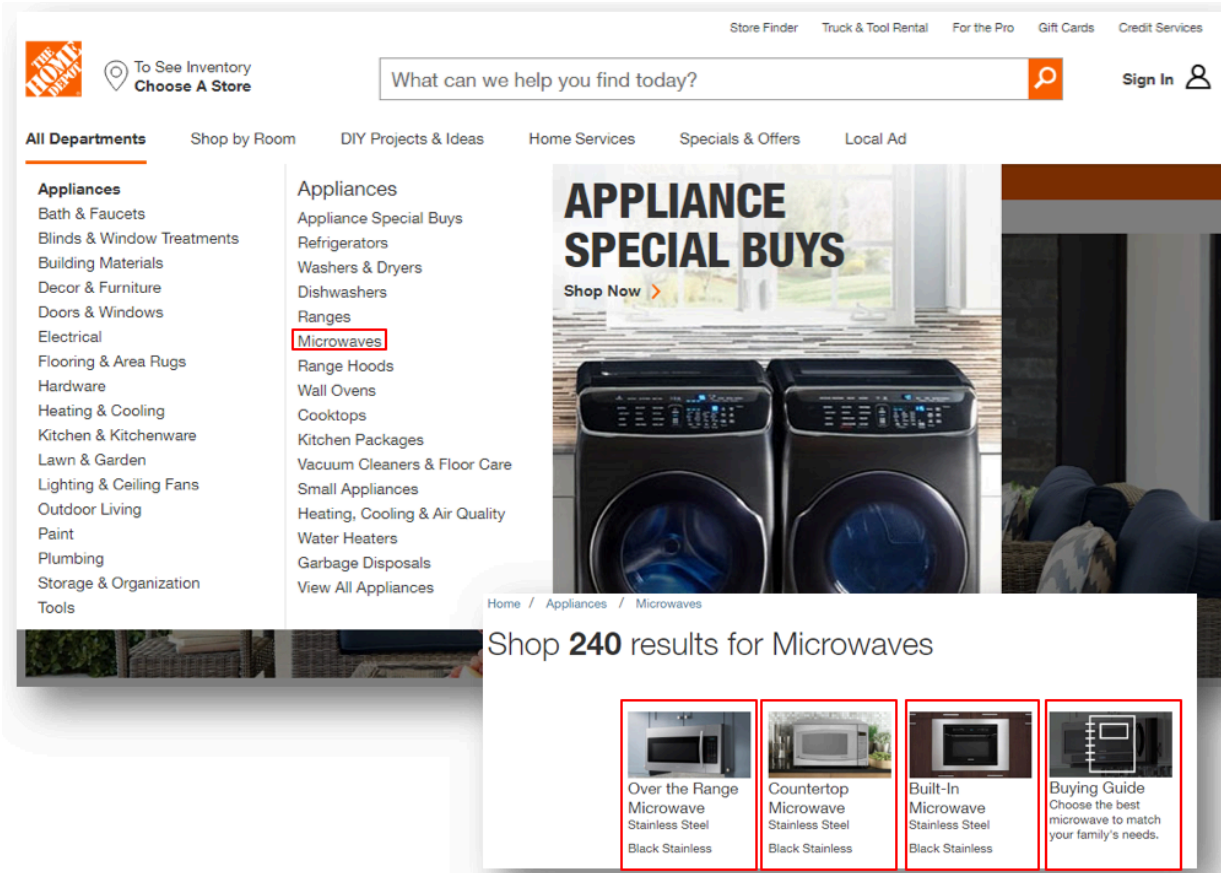 Store Finder Truck & Tool Rental For the Pro Gift Cards Credit Services
THE
HOME
DEPOT
To See Inventory
Choose A Store
What can we help you find today?
Sign In
All Departments Shop by Room DIY Projects & Ideas Home Services Specials & Offers Local Ad
Appliances
Bath & Faucets
Blinds & Window Treatments
Building Materials
Decor & Furniture
Doors & Windows
Electrical
Flooring & Area Rugs
Hardware
Heating & Cooling
Kitchen & Kitchenware
Lawn & Garden
Lighting & Ceiling Fans
Outdoor Living
Paint
Plumbing
Storage & Organization
Tools
Appliances
Appliance Special Buys
Refrigerators
Washers & Dryers
Dishwashers
Ranges
Microwaves
Range Hoods
Wall Ovens
Cooktops
Kitchen Packages
Vacuum Cleaners & Floor Care
Small Appliances
Heating, Cooling & Air Quality
Water Heaters
Garbage Disposals
View All Appliances
APPLIANCE
SPECIAL BUYS
Shop Now
Home / Appliances / Microwaves
Shop 240 results for Microwaves
Over the Range
Microwave
Stainless Steel
Black Stainless
Countertop
Microwave
Stainless Steel
Black Stainless
Built-In
Microwave
Stainless Steel
Black Stainless
Buying Guide
Choose the best
microwave to match
your family's needs.